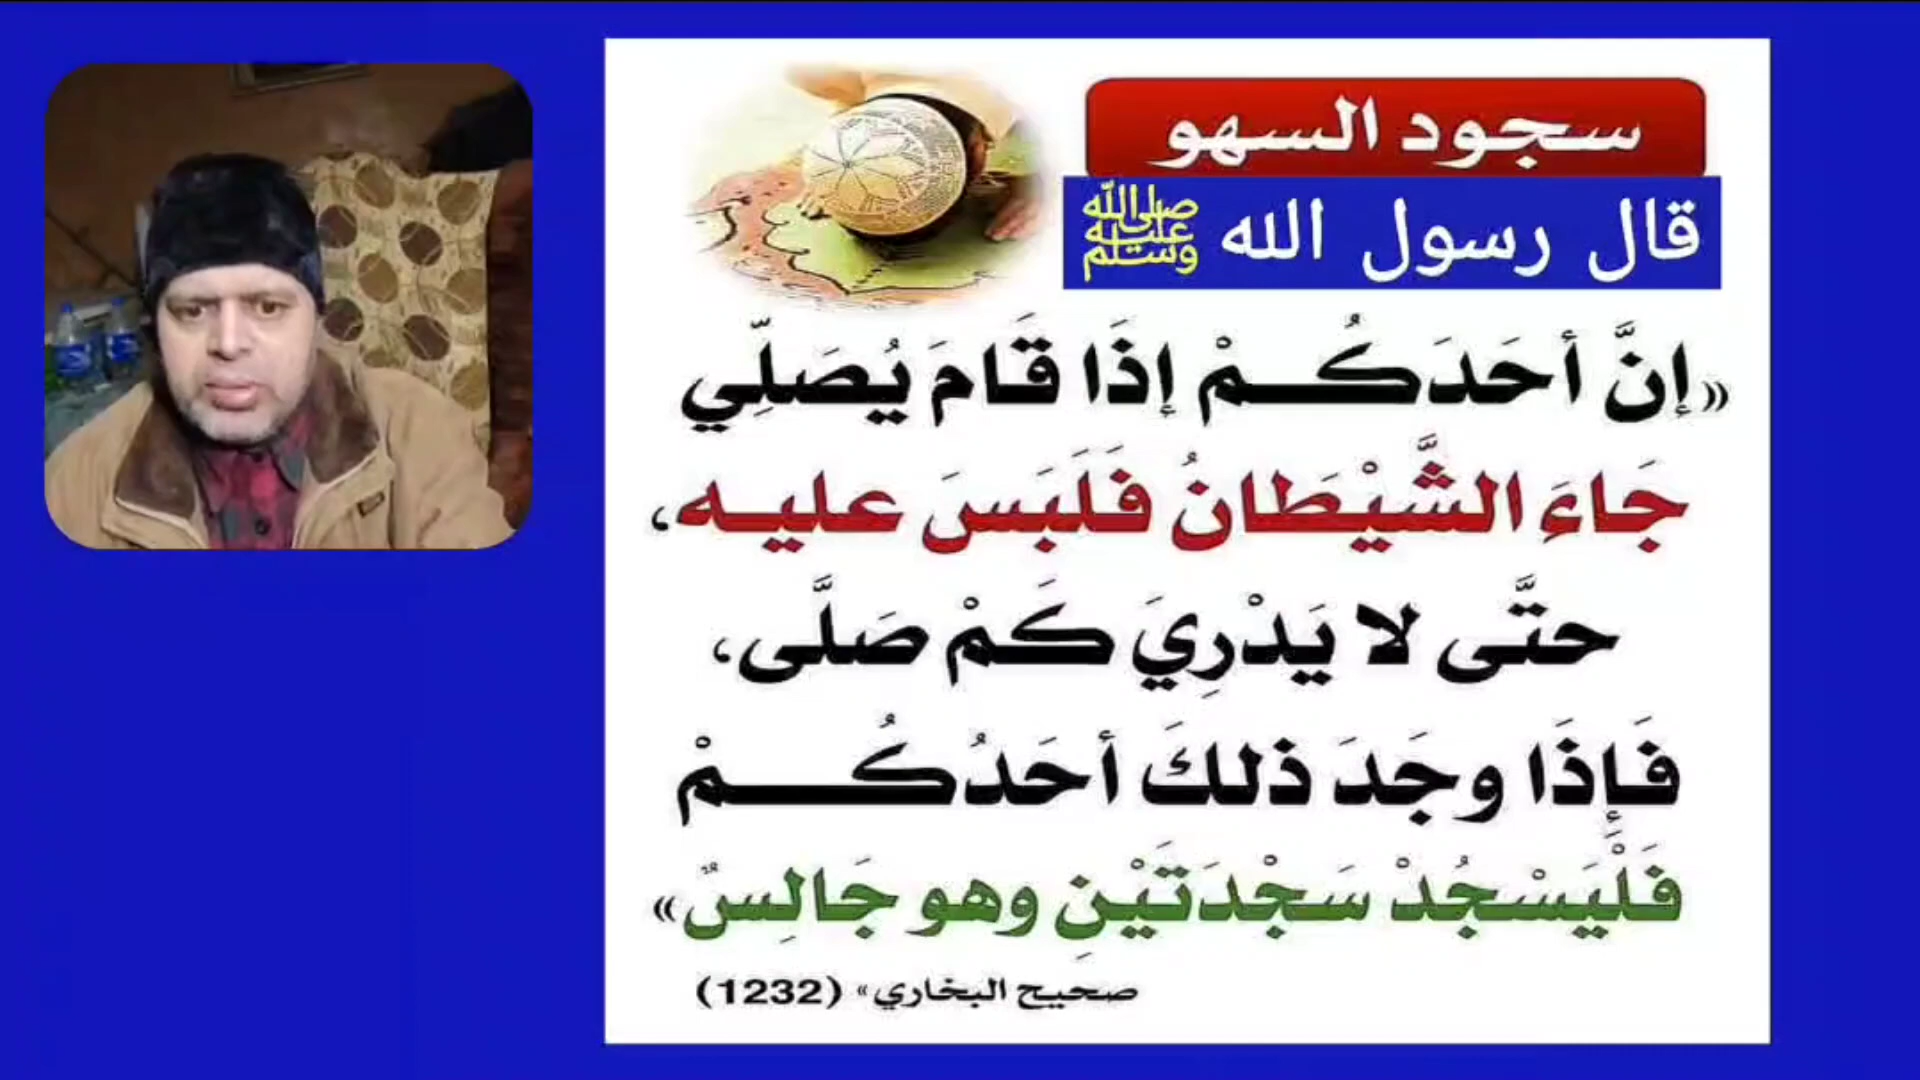 سجود السهو
قال رسول الله ﷺ
«إنَّ أحَدَكُمْ إذَا قَامَ يُصَلِّي
جَاءَ الشَّيْطَانُ فَلَبَسَ عليه،
حتَّى لا يَدْرِيَ كَمْ صَلَّى،
فَإِذَا وجَدَ ذلكَ أحَدُكُمْ
فَلْيَسْجُدْ سَجْدَتَيْنِ وهو جَالِسٌ»
صحيح البخاري» (1232)